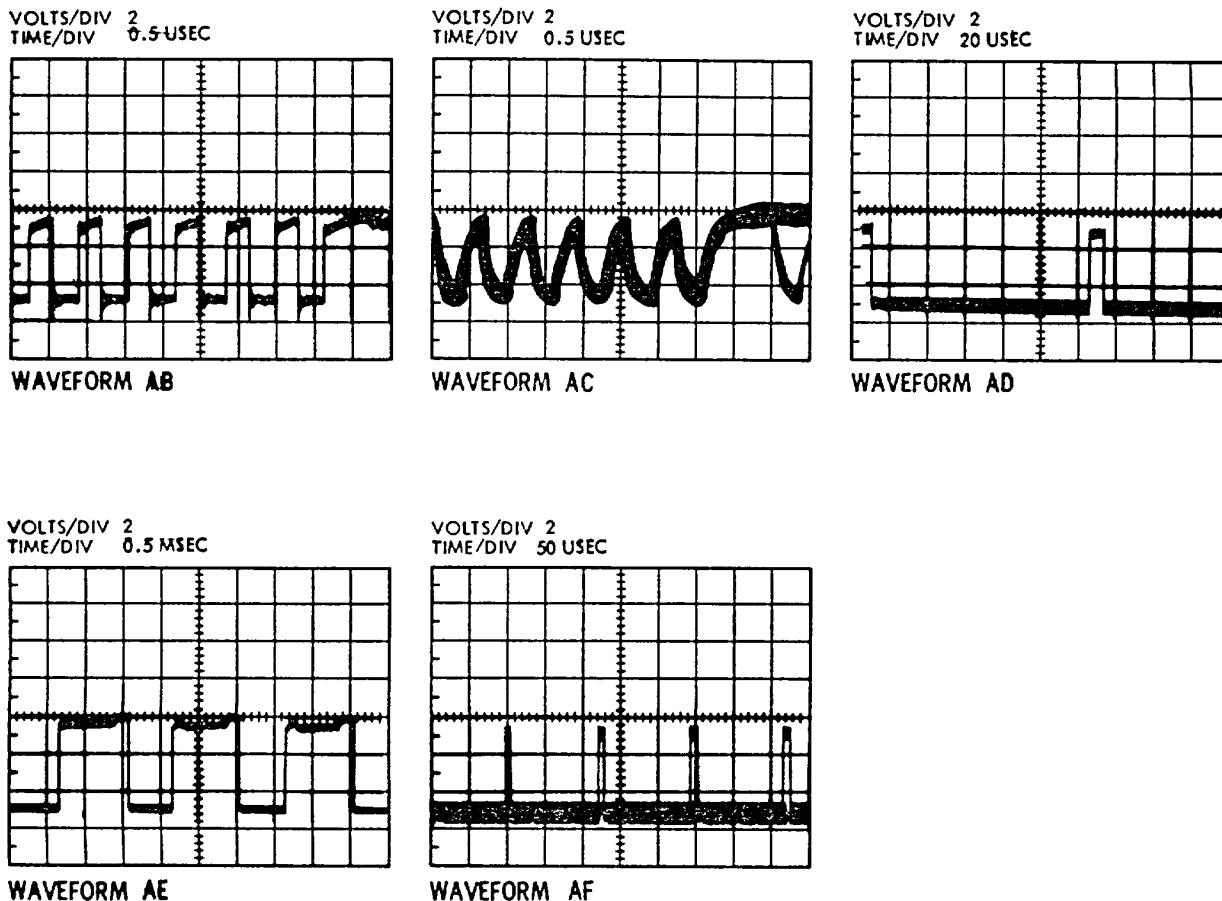 VOLTS/DIV 2
TIME/DIV 0.5 USEC
WAVEFORM AB
VOLTS/DIV 2
TIME/DIV 0.5 USEC
WAVEFORM AC
VOLTS/DIV 2
TIME/DIV 20 USEC
WAVEFORM AD
VOLTS/DIV 2
TIME/DIV 0.5 MSEC
WAVEFORM AE
VOLTS/DIV 2
TIME/DIV 50 USEC
WAVEFORM AF